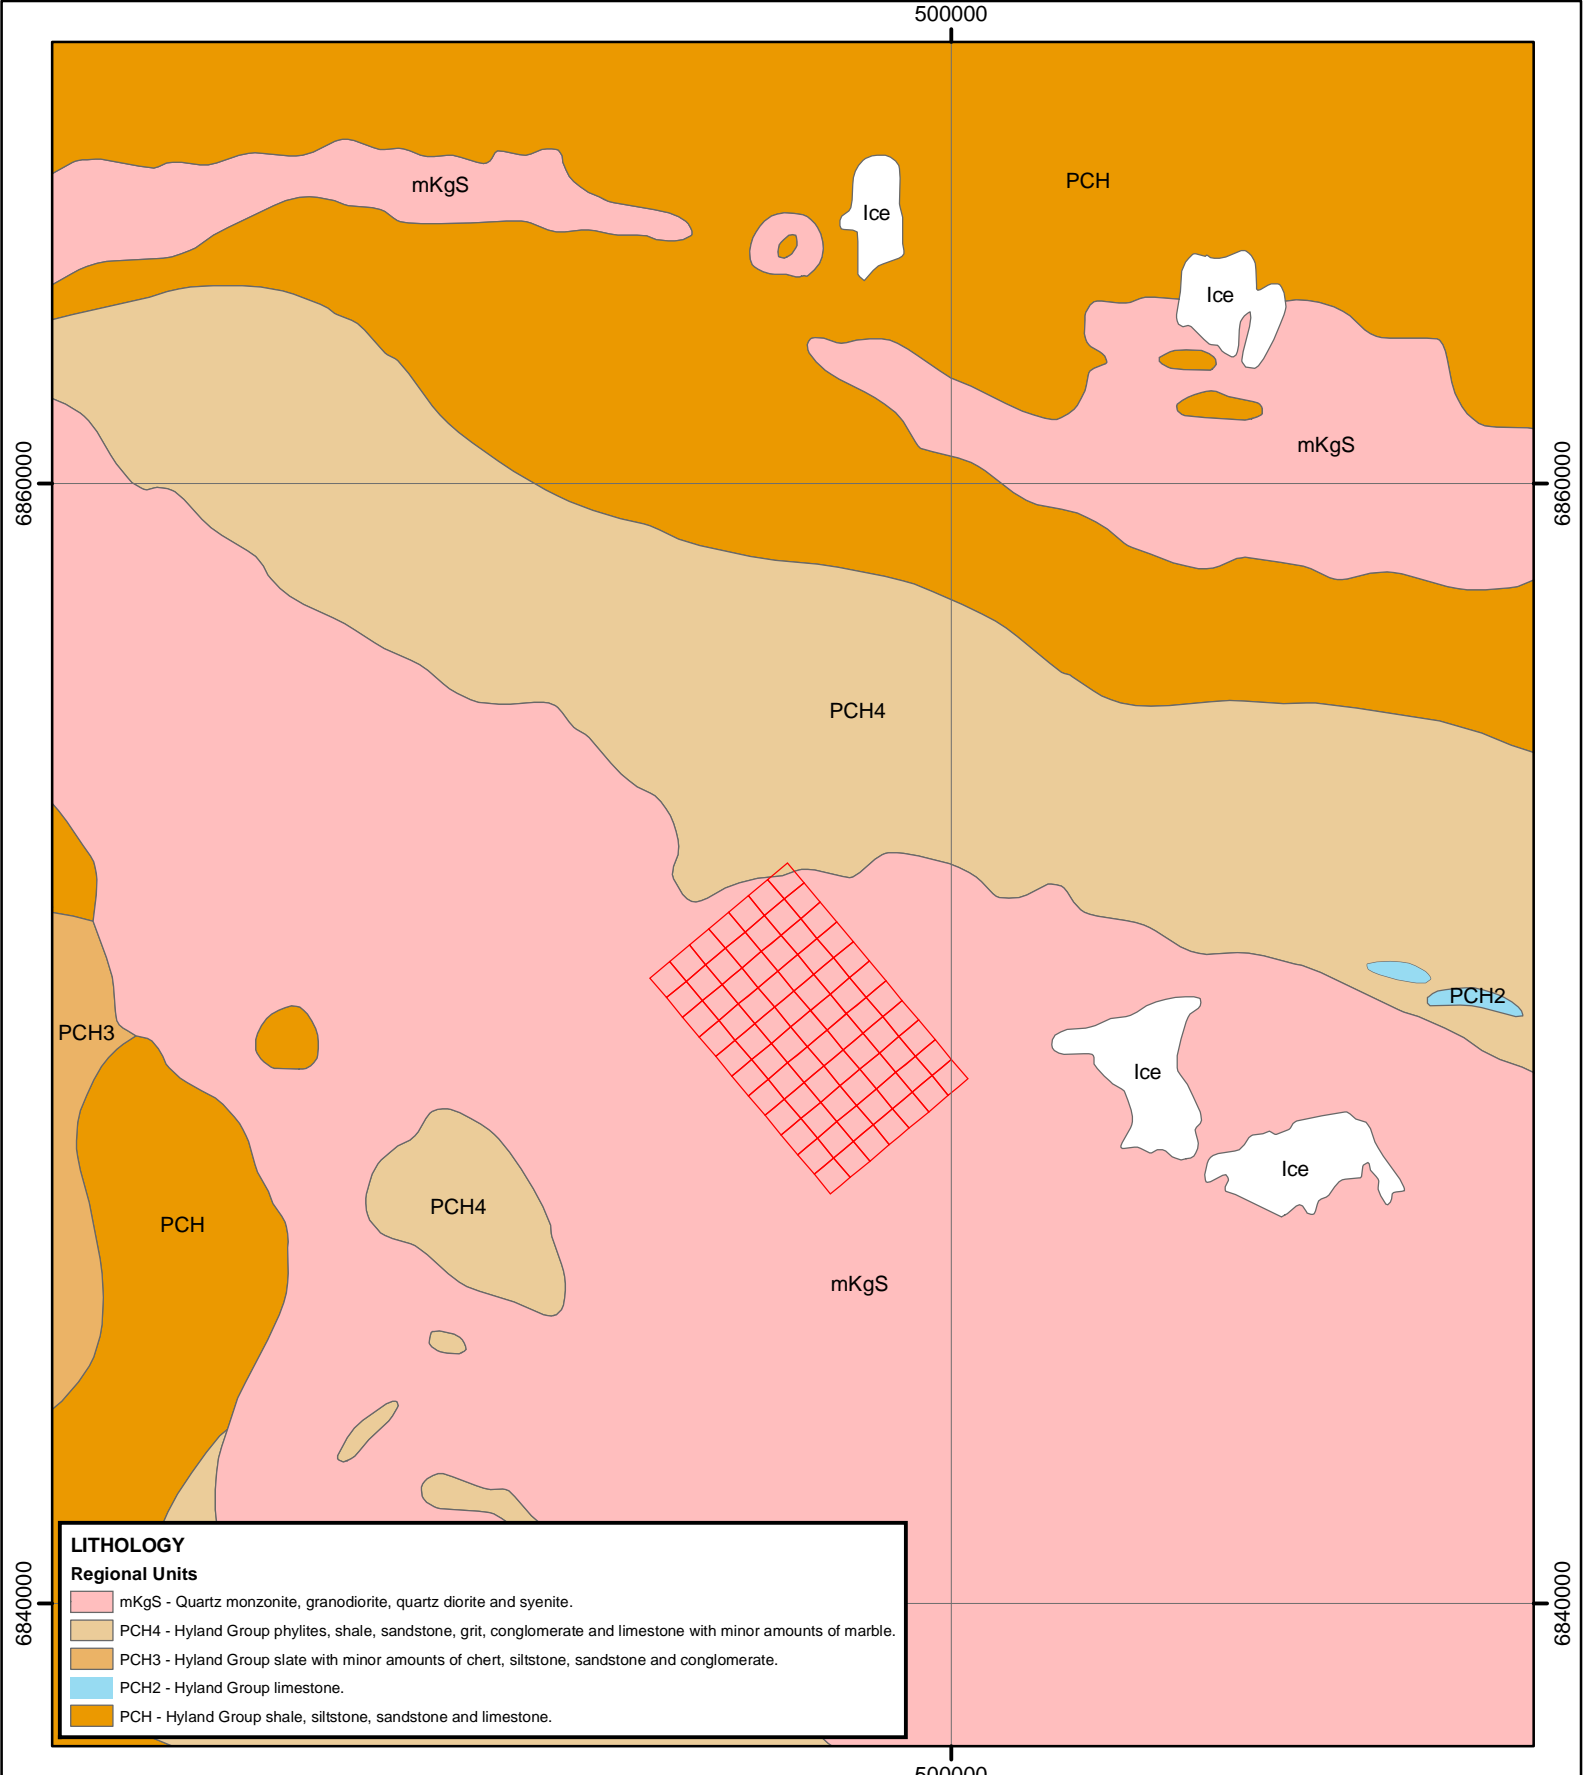 500000
mKgS
PCH
Ice
Ice
mKgS
6860000
6860000
PCH4
PCH2
PCH3
Ice
Ice
PCH4
PCH
mKgS
LITHOLOGY
Regional Units
mKgS - Quartz monzonite, granodiorite, quartz diorite and syenite.
PCH4 - Hyland Group phylites, shale, sandstone, grit, conglomerate and limestone with minor amounts of marble.
PCH3 - Hyland Group slate with minor amounts of chert, siltstone, sandstone and conglomerate.
PCH2 - Hyland Group limestone.
PCH - Hyland Group shale, siltstone, sandstone and limestone.
6840000
6840000
500000